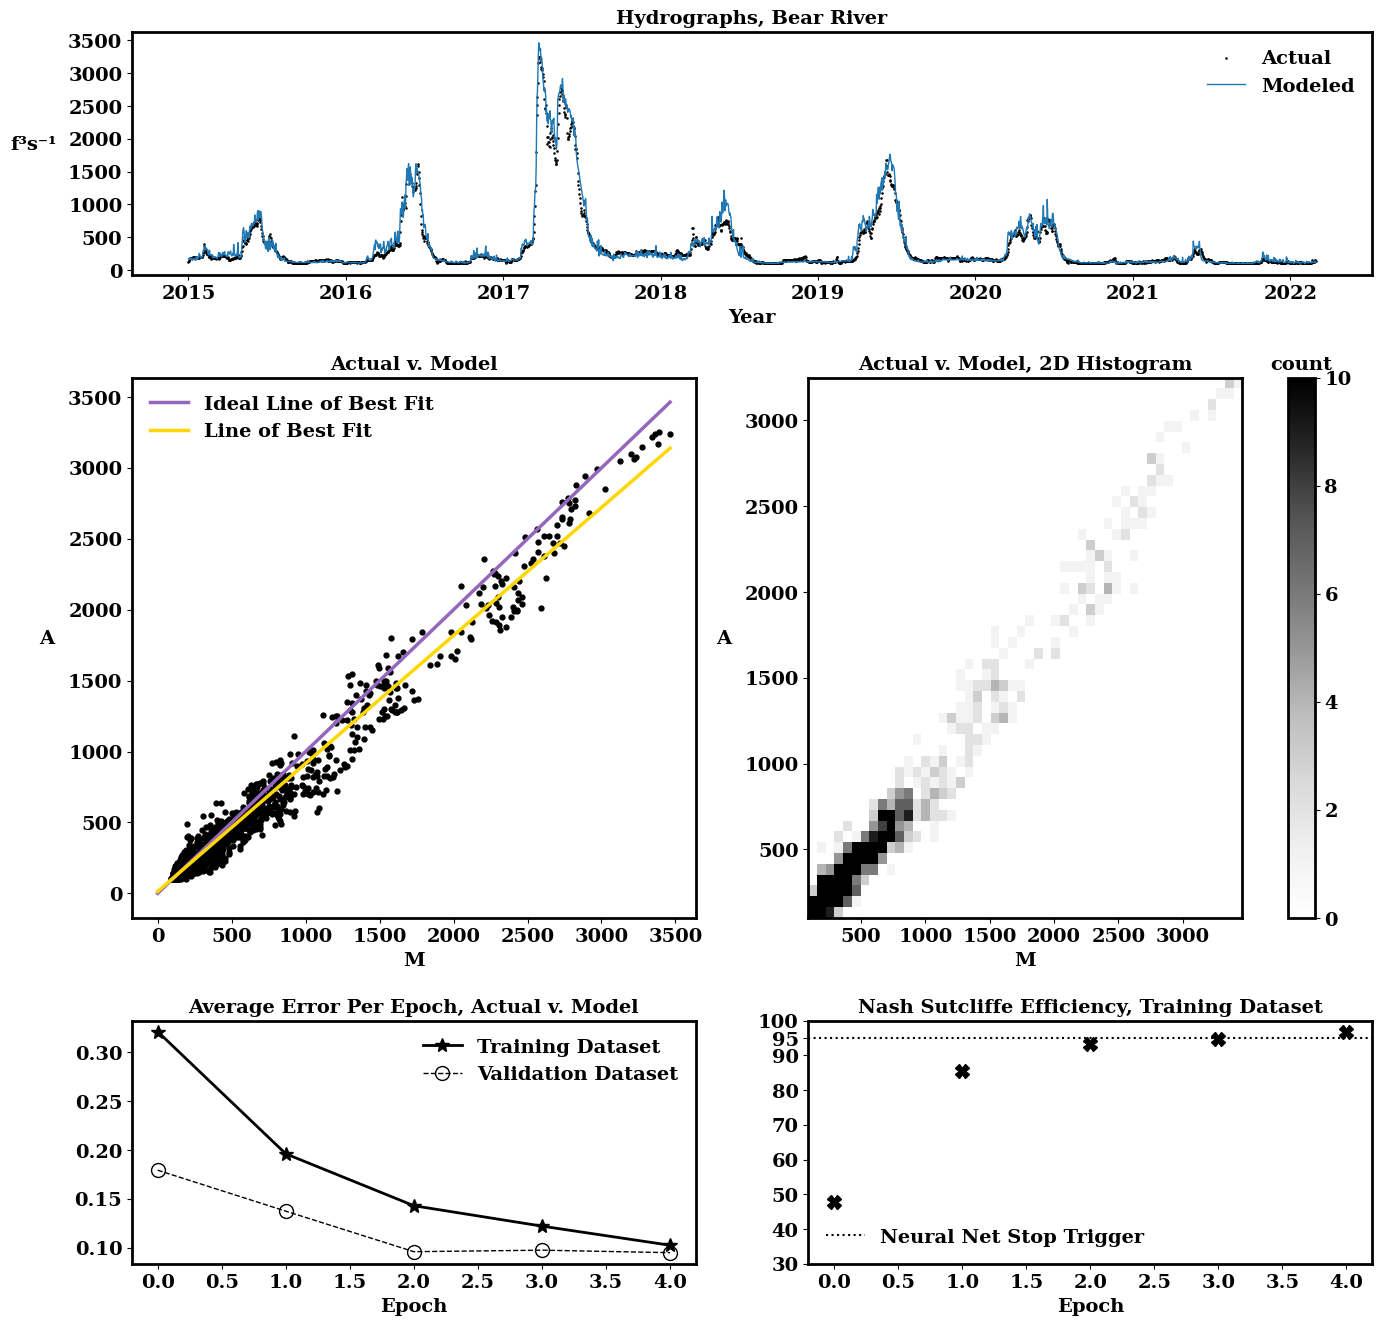 Hydrographs, Bear River
3500
3000
2500
2000
1500
1000
500
0
f³s⁻¹
Actual
Modeled
2015 2016 2017 2018 2019 2020 2021 2022
Year
Actual v. Model
3500
3000
2500
2000
1500
1000
500
0
A
Ideal Line of Best Fit
Line of Best Fit
0 500 1000 1500 2000 2500 3000 3500
M
Actual v. Model, 2D Histogram
3000
2500
2000
1500
1000
500
A
500 1000 1500 2000 2500 3000
M
count
10
8
6
4
2
0
Average Error Per Epoch, Actual v. Model
0.30
0.25
0.20
0.15
0.10
Training Dataset
Validation Dataset
0.0 0.5 1.0 1.5 2.0 2.5 3.0 3.5 4.0
Epoch
Nash Sutcliffe Efficiency, Training Dataset
100
95
90
80
70
60
50
40
30
Neural Net Stop Trigger
0.0 0.5 1.0 1.5 2.0 2.5 3.0 3.5 4.0
Epoch